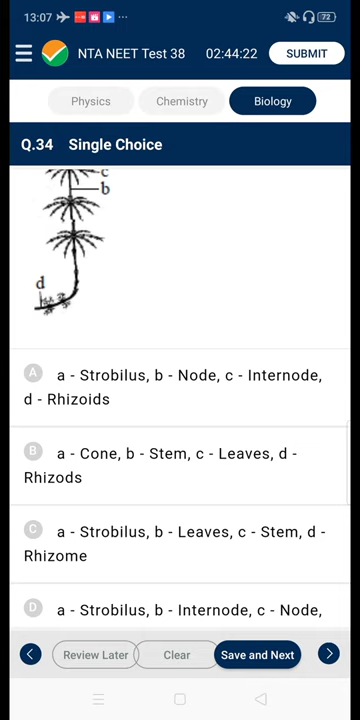 13:07
72
NTA NEET Test 38 02:44:22 SUBMIT
Physics Chemistry Biology
Q.34 Single Choice
c
b
d
A a - Strobilus, b - Node, c - Internode,
d - Rhizoids
B a - Cone, b - Stem, c - Leaves, d -
Rhizods
C a - Strobilus, b - Leaves, c - Stem, d -
Rhizome
D a - Strobilus, b - Internode, c - Node,
Review Later Clear Save and Next